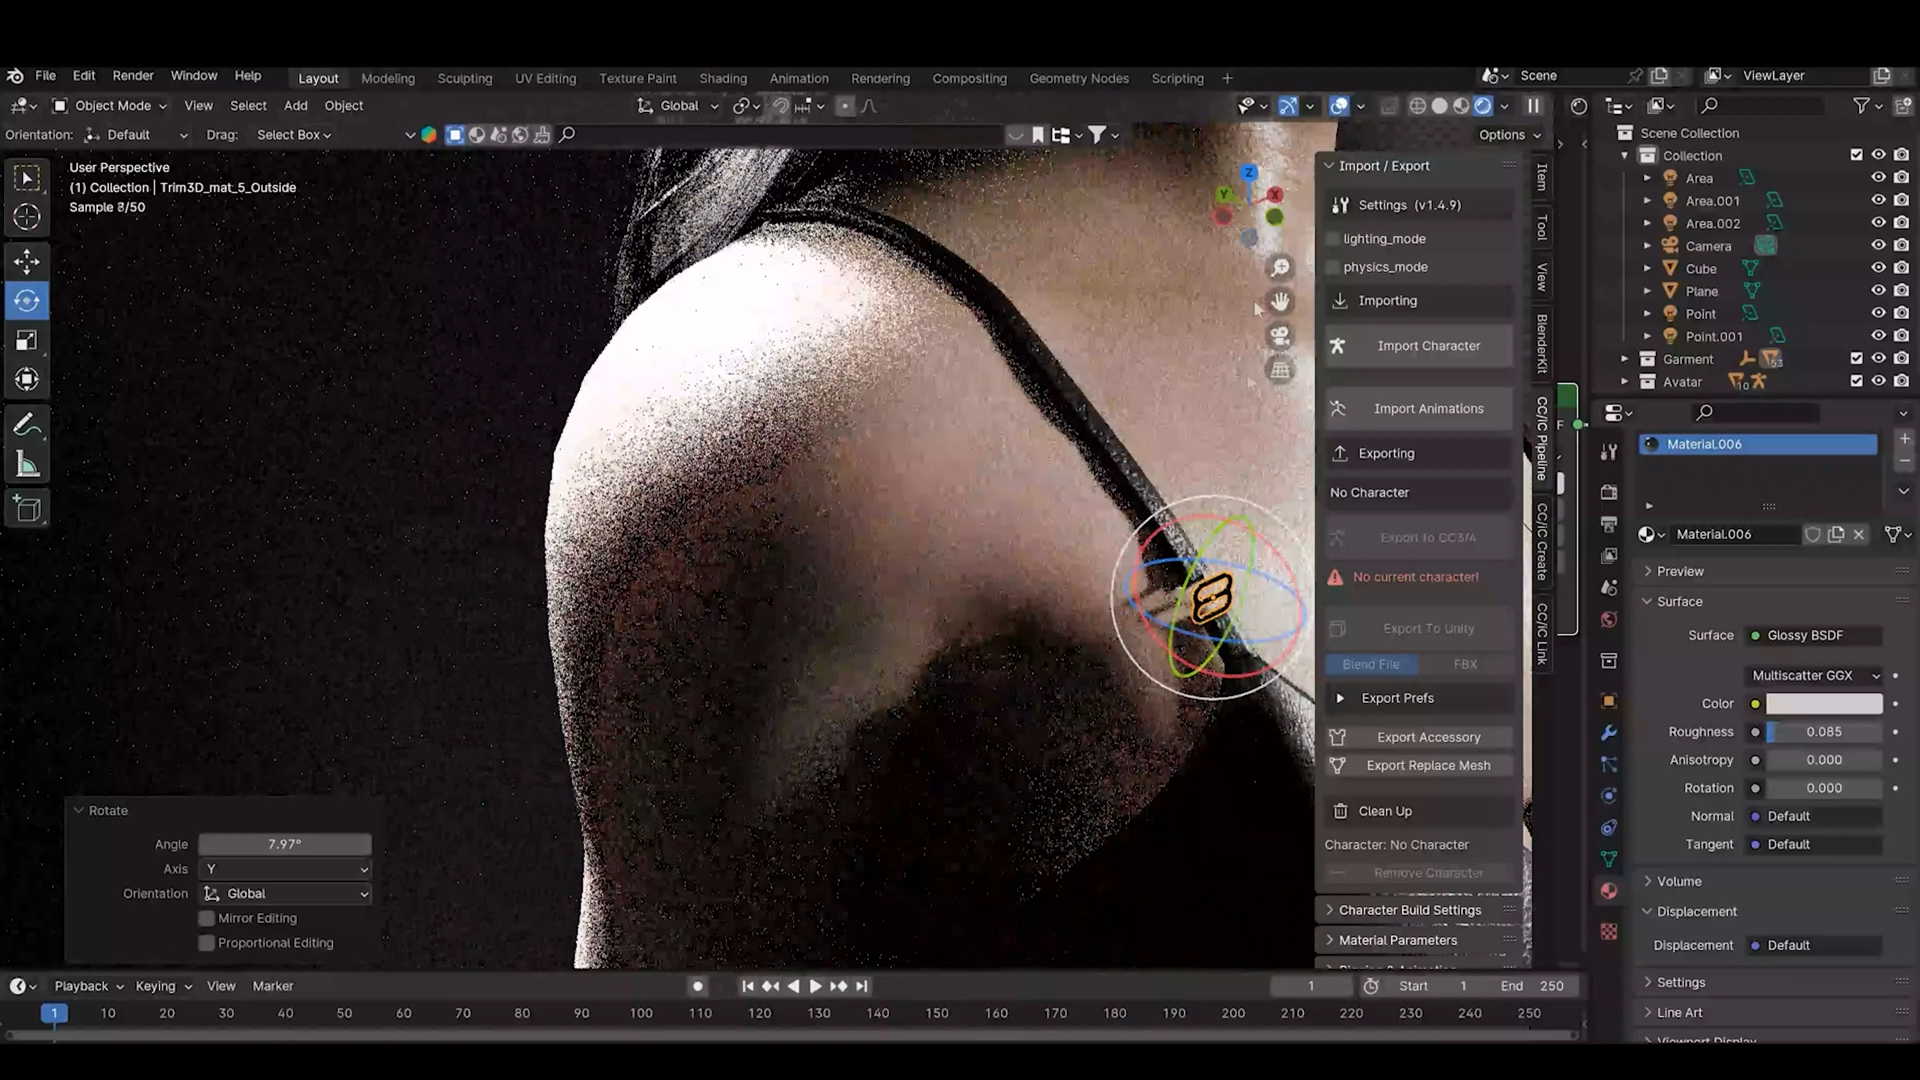 File Edit Render Window Help Layout Modeling Sculpting UV Editing Texture Paint Shading Animation Rendering Compositing Geometry Nodes Scripting + Scene ViewLayer
Object Mode View Select Add Object Global
Orientation: Default Drag: Select Box Options
User Perspective
(1) Collection | Trim3D_mat_5_Outside
Sample 8/50
Z
Y
X
Import / Export
Settings (v1.4.9)
lighting_mode
physics_mode
Importing
Import Character
Import Animations
Exporting
No Character
Export to CC3/4
No current character!
Export To Unity
Blend File FBX
Export Prefs
Export Accessory
Export Replace Mesh
Clean Up
Character: No Character
Remove Character
Character Build Settings
Material Parameters
Item
Tool
View
BlenderKit
CC/iC Pipeline
CC/iC Create
CC/iC Link
Scene Collection
Collection
Area
Area.001
Area.002
Camera
Cube
Plane
Point
Point.001
Garment 53
Avatar 10
Material.006
Material.006
Preview
Surface
Surface Glossy BSDF
Multiscatter GGX
Color
Roughness 0.085
Anisotropy 0.000
Rotation 0.000
Normal Default
Tangent Default
Volume
Displacement
Displacement Default
Settings
Line Art
Viewport Display
Rotate
Angle 7.97°
Axis Y
Orientation Global
Mirror Editing
Proportional Editing
Playback Keying View Marker 1 Start 1 End 250
1 10 20 30 40 50 60 70 80 90 100 110 120 130 140 150 160 170 180 190 200 210 220 230 240 250